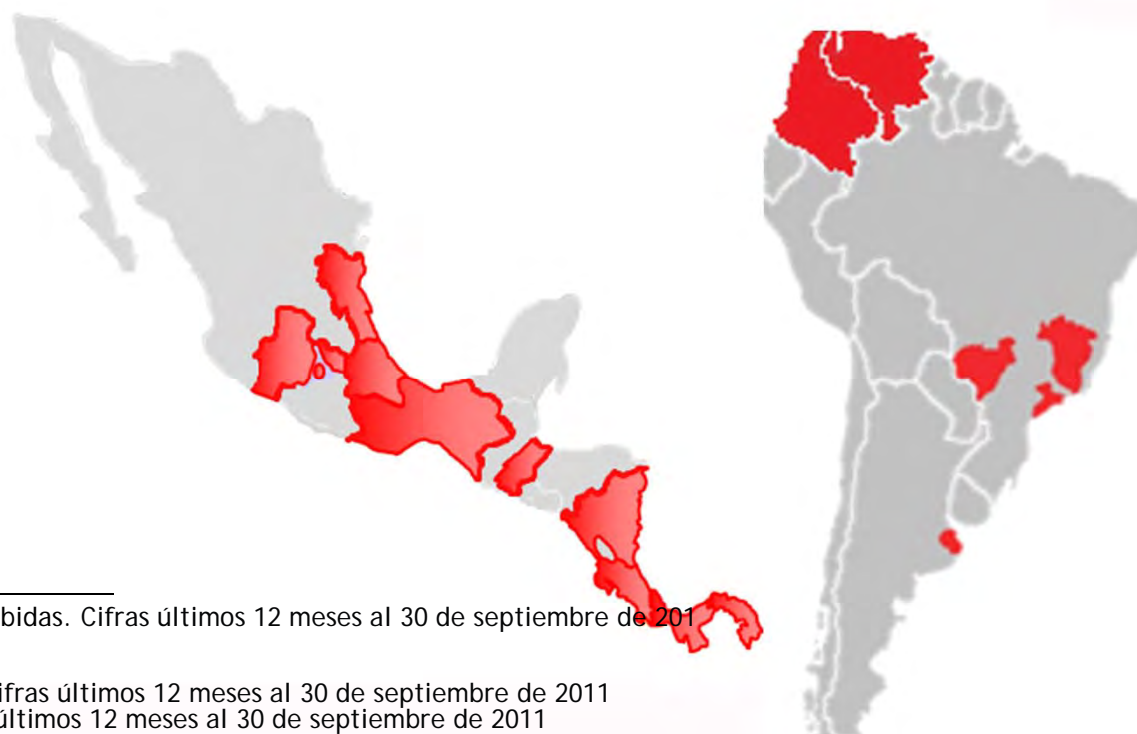 bidas. Cifras últimos 12 meses al 30 de septiembre de 201
ifras últimos 12 meses al 30 de septiembre de 2011
últimos 12 meses al 30 de septiembre de 2011